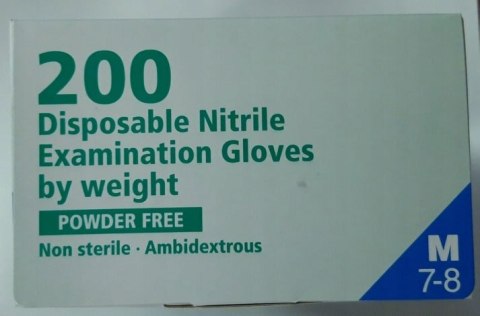 200
Disposable Nitrile
Examination Gloves
by weight
POWDER FREE
Non sterile · Ambidextrous
M
7-8